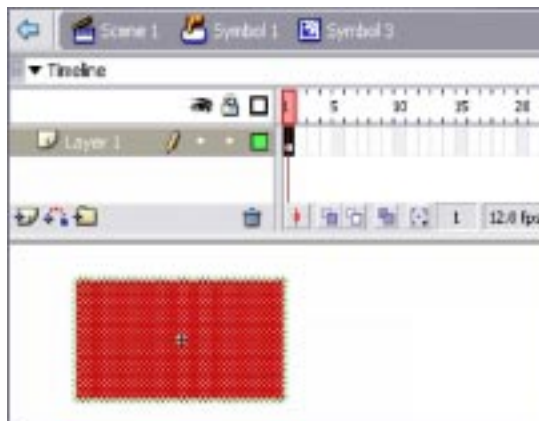 Scene 1 Symbol 1 Symbol 3
Timeline
1 5 10 15 20
Layer 1
1 12.0 fps